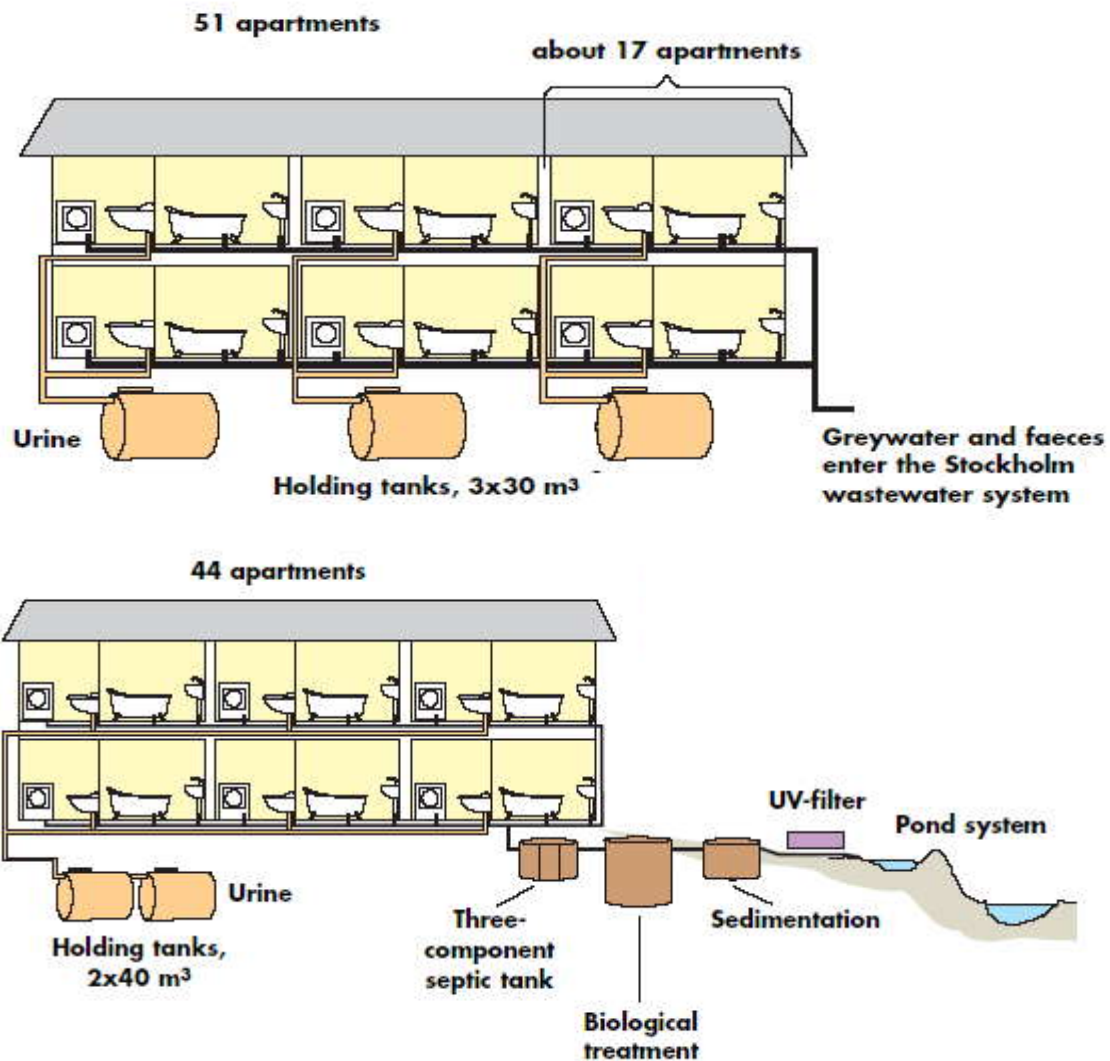 51 apartments
about 17 apartments
Urine
Holding tanks, 3x30 m³
Greywater and faeces
enter the Stockholm
wastewater system
44 apartments
UV-filter
Pond system
Urine
Holding tanks,
2x40 m³
Three-
component
septic tank
Sedimentation
Biological
treatment